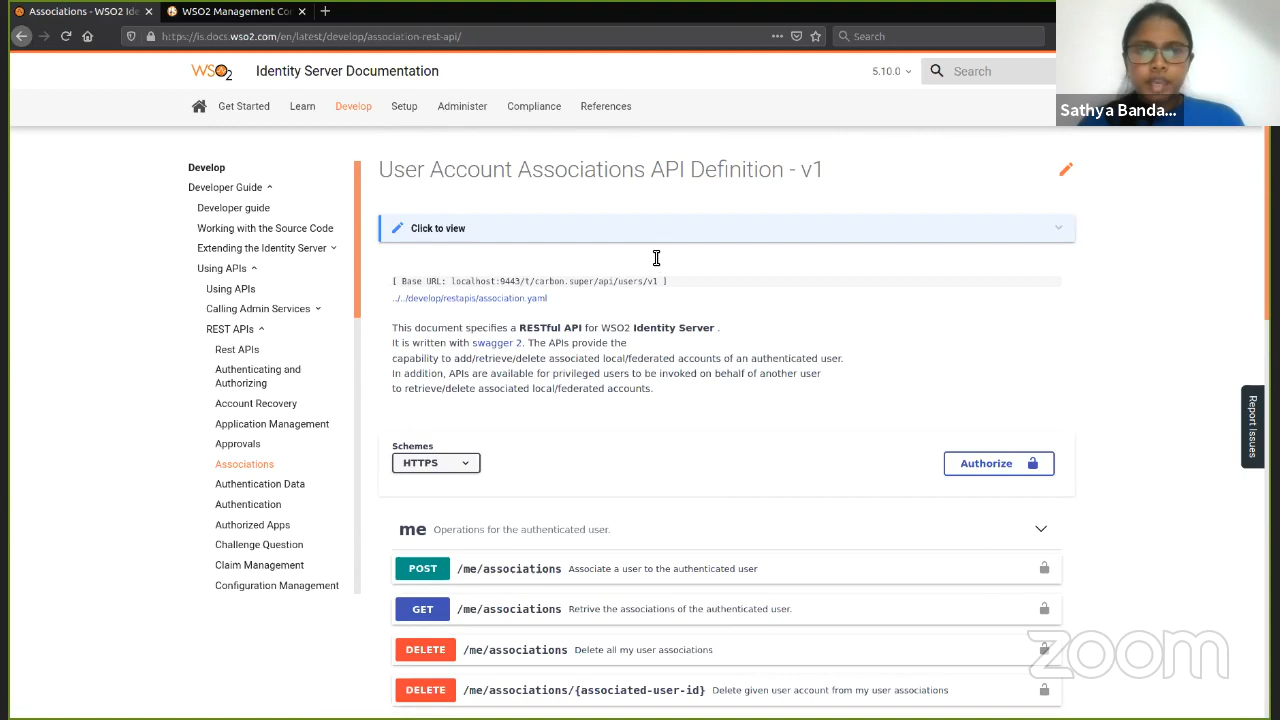 Associations - WSO2 Ide
WSO2 Management Co
https://is.docs.wso2.com/en/latest/develop/association-rest-api/
Search
Sathya Banda...
WSO2
Identity Server Documentation
5.10.0
Search
Get Started
Learn
Develop
Setup
Administer
Compliance
References
Develop
Developer Guide
Developer guide
Working with the Source Code
Extending the Identity Server
Using APIs
Using APIs
Calling Admin Services
REST APIs
Rest APIs
Authenticating and
Authorizing
Account Recovery
Application Management
Approvals
Associations
Authentication Data
Authentication
Authorized Apps
Challenge Question
Claim Management
Configuration Management
User Account Associations API Definition - v1
Click to view
[ Base URL: localhost:9443/t/carbon.super/api/users/v1 ]
../../develop/restapis/association.yaml
This document specifies a RESTful API for WSO2 Identity Server .
It is written with swagger 2. The APIs provide the
capability to add/retrieve/delete associated local/federated accounts of an authenticated user.
In addition, APIs are available for privileged users to be invoked on behalf of another user
to retrieve/delete associated local/federated accounts.
Schemes
HTTPS
Authorize
me Operations for the authenticated user.
POST /me/associations Associate a user to the authenticated user
GET /me/associations Retrive the associations of the authenticated user.
DELETE /me/associations Delete all my user associations
DELETE /me/associations/{associated-user-id} Delete given user account from my user associations
Report Issues
zoom